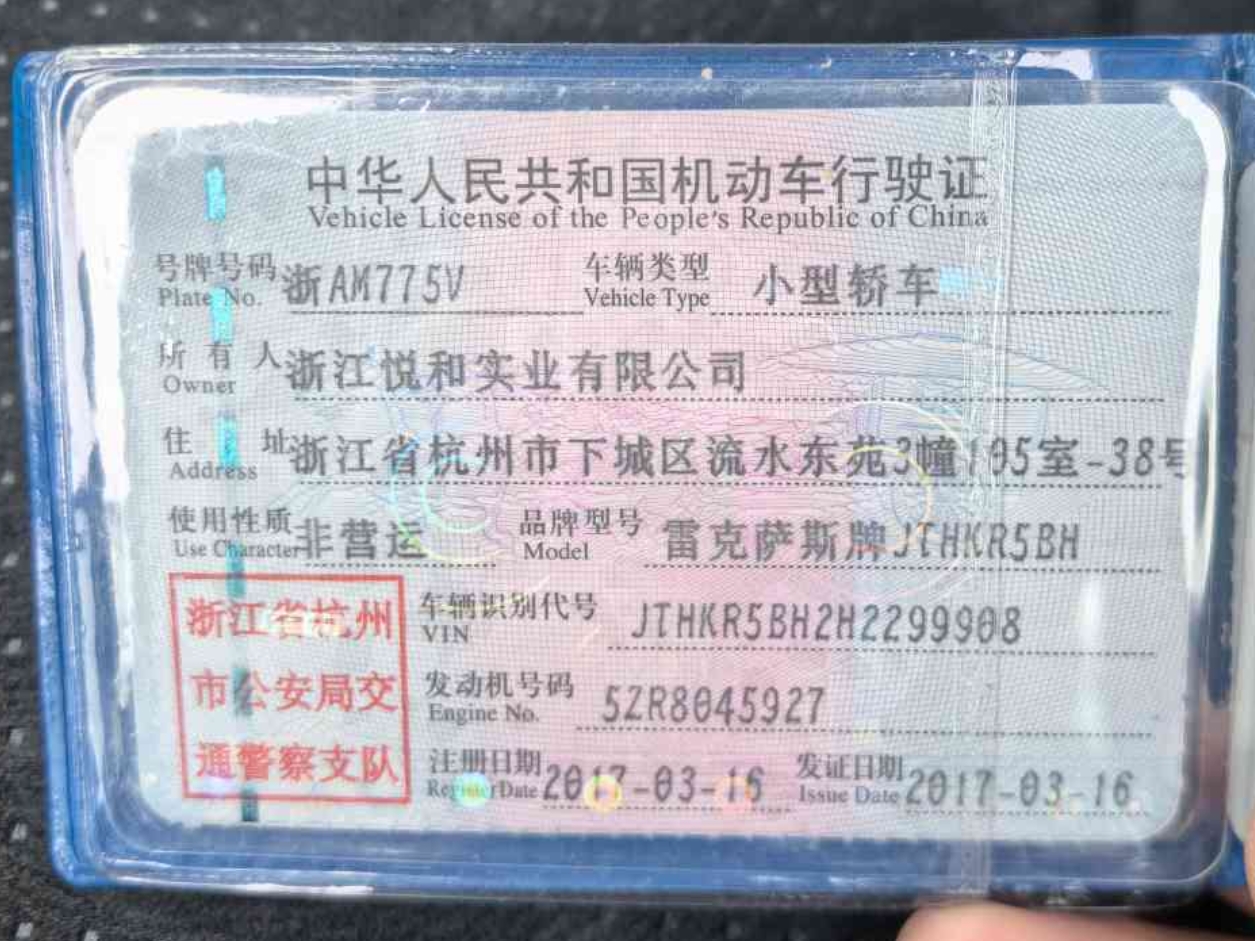 中华人民共和国机动车行驶证
Vehicle License of the People's Republic of China
号牌号码 浙AM775V 车辆类型 小型轿车
Plate No. Vehicle Type
所有人 浙江悦和实业有限公司
Owner
住址 浙江省杭州市下城区流水东苑3幢105室-38号
Address
使用性质 非营运 品牌型号 雷克萨斯牌JTHKR5BH
Use Character Model
浙江省杭州 车辆识别代号 JTHKR5BH2H2299908
VIN
市公安局交 发动机号码 5ZR8045927
Engine No.
通警察支队 注册日期 2017-03-16 发证日期 2017-03-16
Register Date Issue Date